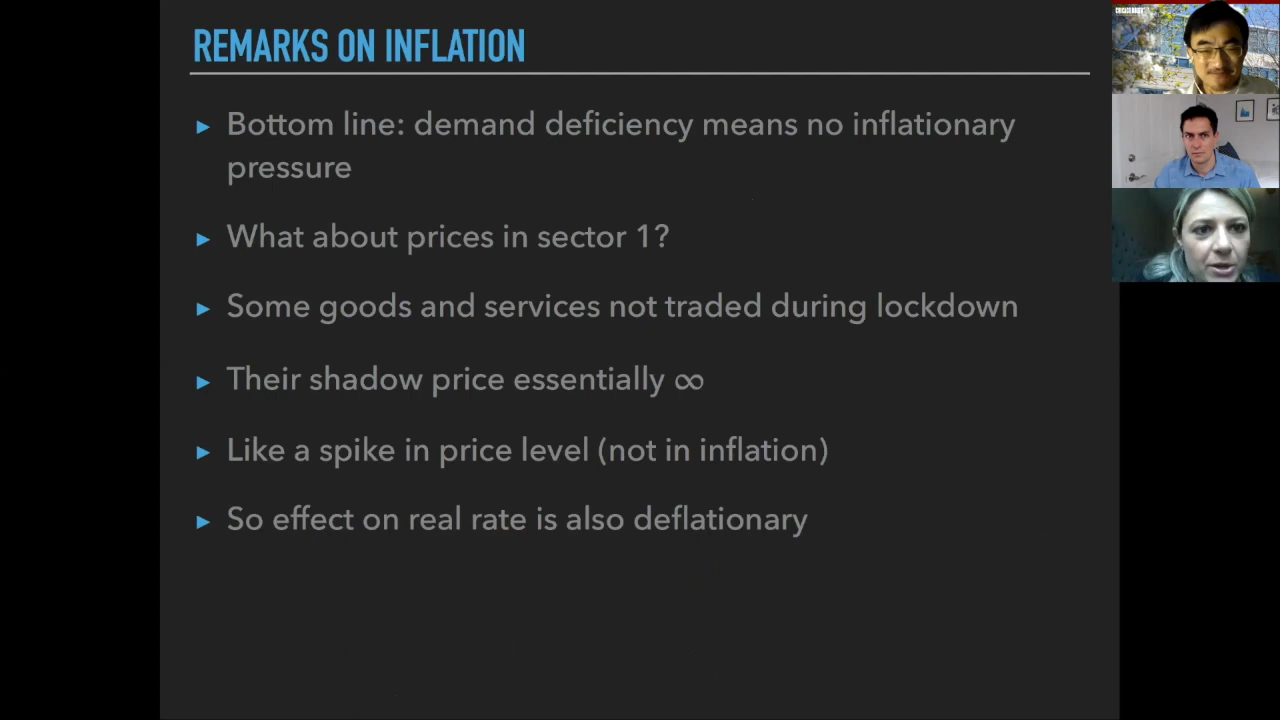 REMARKS ON INFLATION
Bottom line: demand deficiency means no inflationary
pressure
What about prices in sector 1?
Some goods and services not traded during lockdown
Their shadow price essentially ∞
Like a spike in price level (not in inflation)
So effect on real rate is also deflationary